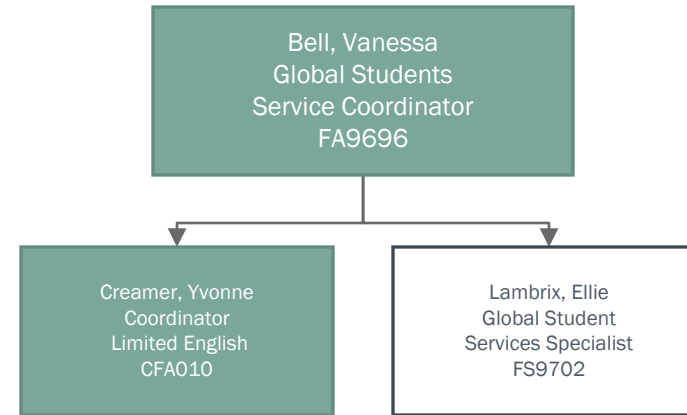 Bell, Vanessa
Global Students
Service Coordinator
FA9696
Creamer, Yvonne
Coordinator
Limited English
CFA010
Lambrix, Ellie
Global Student
Services Specialist
FS9702